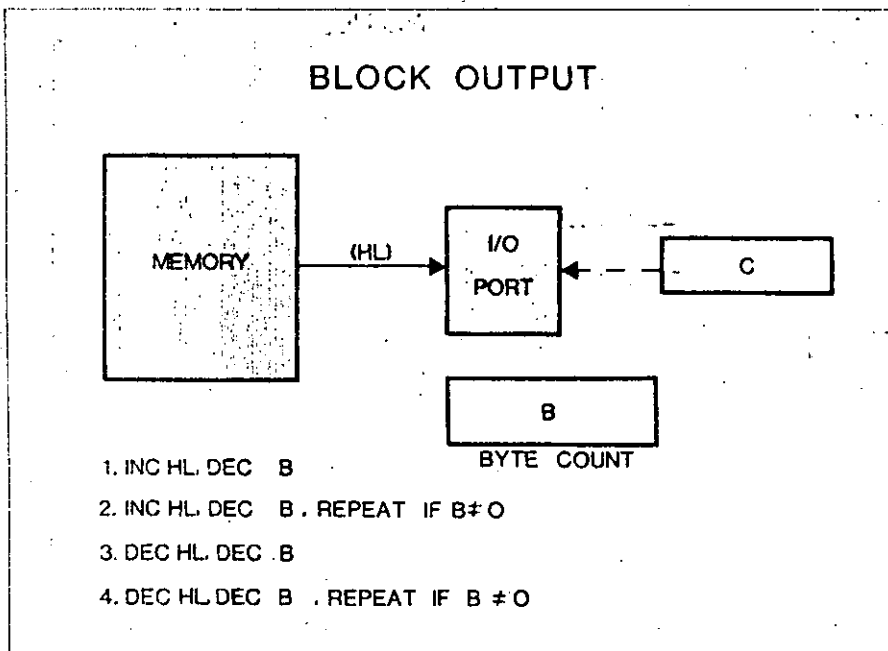 BLOCK OUTPUT
MEMORY
(HL)
I/O
PORT
C
B
BYTE COUNT
1. INC HL, DEC B
2. INC HL, DEC B, REPEAT IF B≠O
3. DEC HL, DEC B
4. DEC HL, DEC B, REPEAT IF B ≠ O